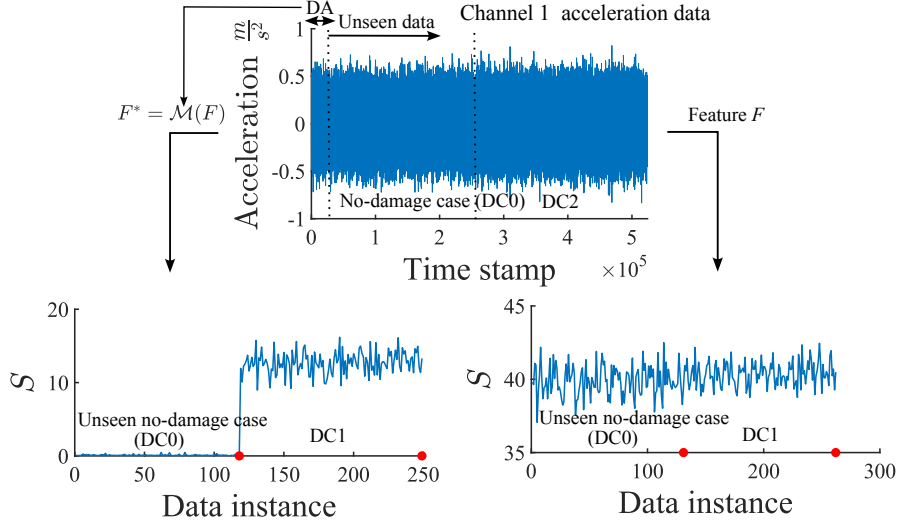 DA
Channel 1 acceleration data
Unseen data
Acceleration m/s²
1
0.5
0
-0.5
-1
No-damage case (DC0) DC2
0 1 2 3 4 5
Time stamp ×10⁵
F* = ℳ(F)
Feature F
20
10
0
S
Unseen no-damage case
(DC0)
DC1
0 50 100 150 200 250
Data instance
45
40
35
S
Unseen no-damage case
(DC0)
DC1
0 100 200 300
Data instance